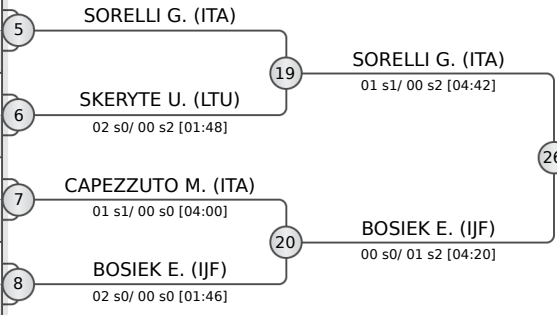 SORELLI G. (ITA)
5
SORELLI G. (ITA)
19
01 s1/ 00 s2 [04:42]
SKERYTE U. (LTU)
6
02 s0/ 00 s2 [01:48]
26
CAPEZZUTO M. (ITA)
7
01 s1/ 00 s0 [04:00]
BOSIEK E. (IJF)
20
00 s0/ 01 s2 [04:20]
BOSIEK E. (IJF)
8
02 s0/ 00 s0 [01:46]